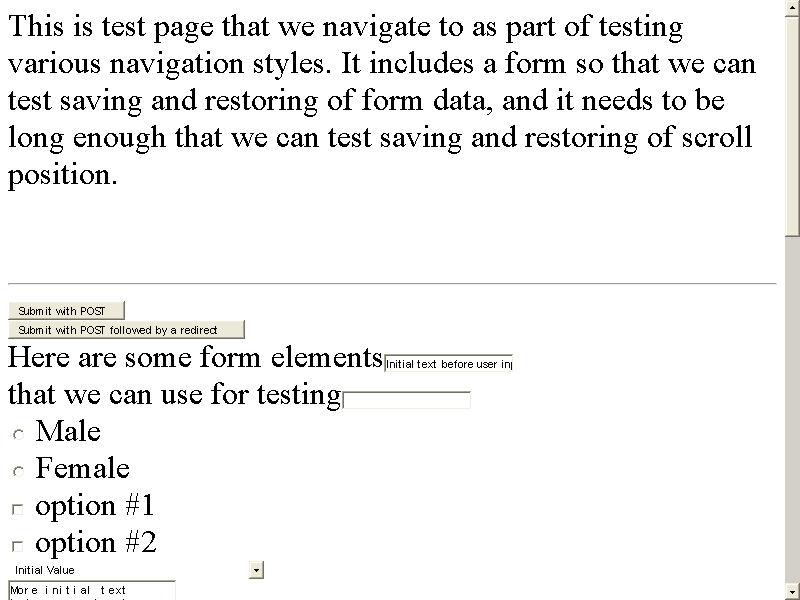 This is test page that we navigate to as part of testing
various navigation styles. It includes a form so that we can
test saving and restoring of form data, and it needs to be
long enough that we can test saving and restoring of scroll
position.
Submit with POST
Submit with POST followed by a redirect
Here are some form elements Initial text before user in
that we can use for testing
Male
Female
option #1
option #2
Initial Value
More initial text